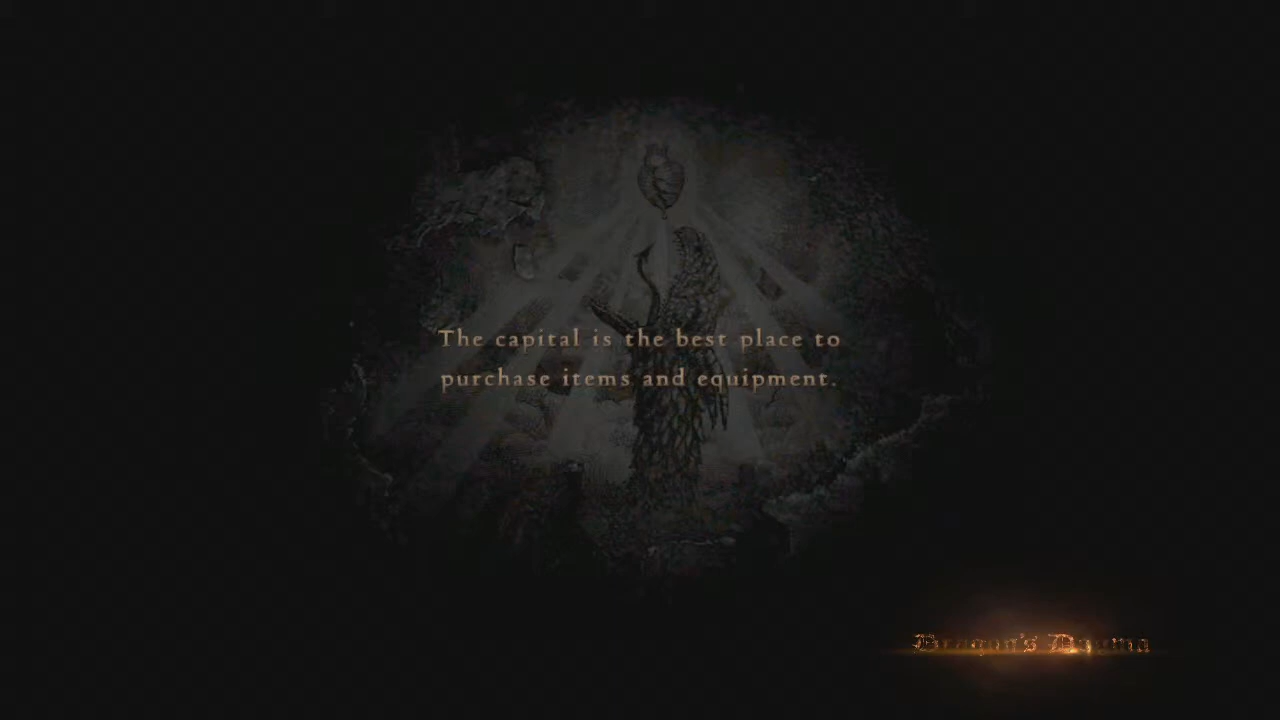 The capital is the best place to
purchase items and equipment.
Dragon's Dogma